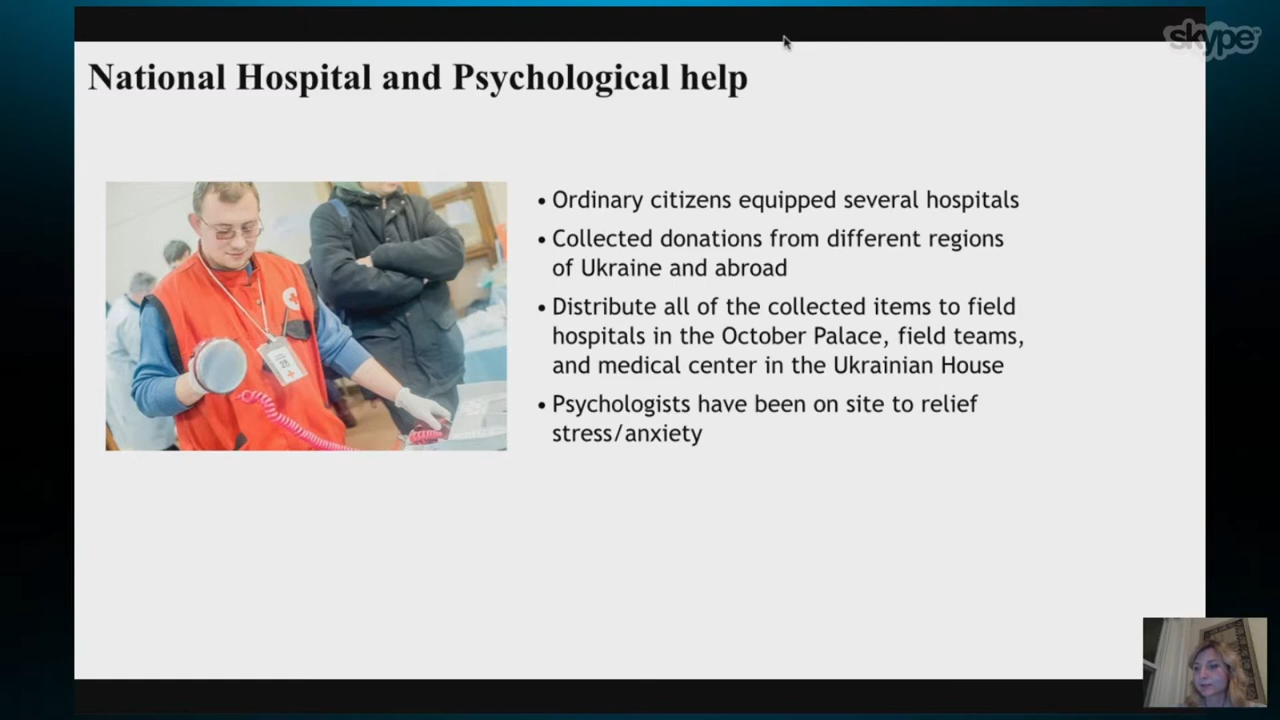 skype
National Hospital and Psychological help
• Ordinary citizens equipped several hospitals
• Collected donations from different regions
of Ukraine and abroad
• Distribute all of the collected items to field
hospitals in the October Palace, field teams,
and medical center in the Ukrainian House
• Psychologists have been on site to relief
stress/anxiety